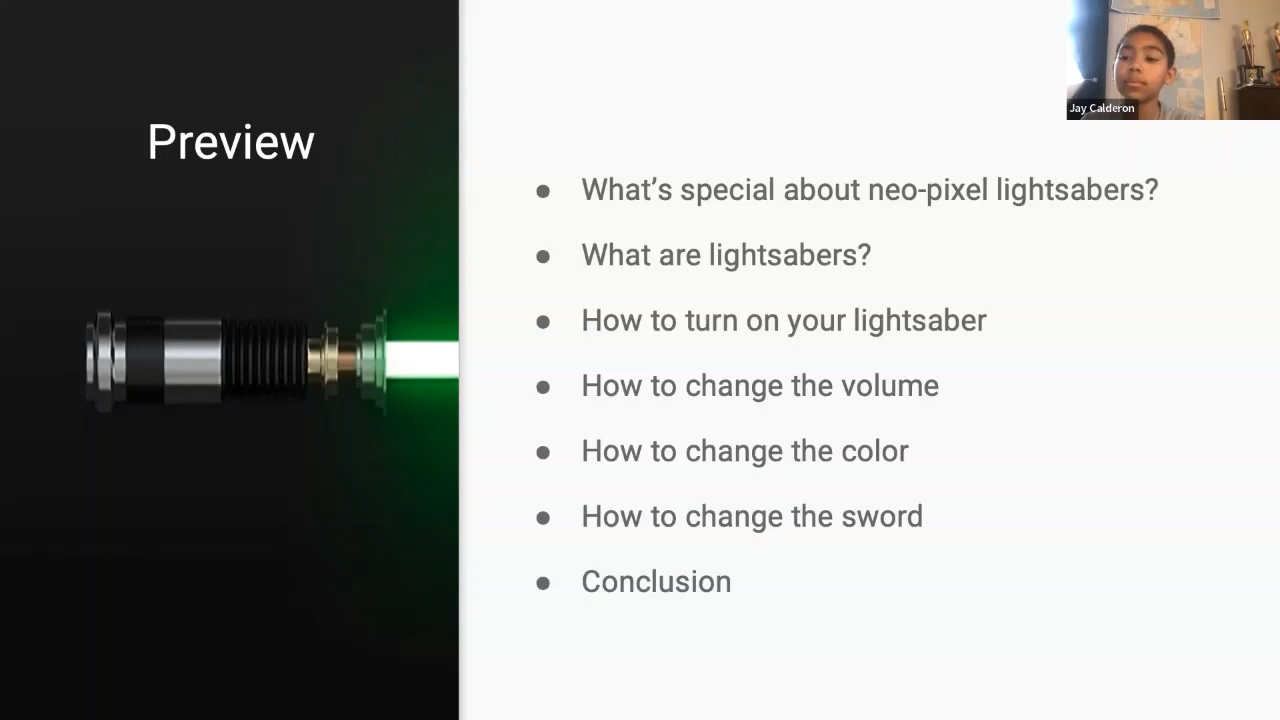 Preview
Jay Calderon
● What’s special about neo-pixel lightsabers?
● What are lightsabers?
● How to turn on your lightsaber
● How to change the volume
● How to change the color
● How to change the sword
● Conclusion